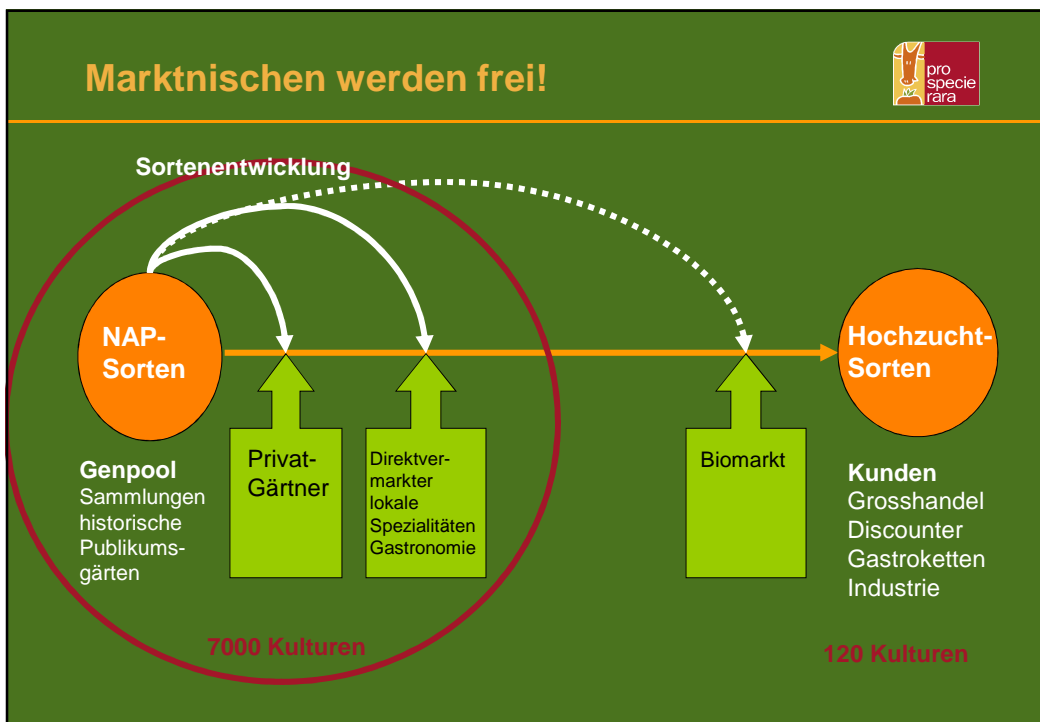 Marktnischen werden frei!
pro
specie
rara
Sortenentwicklung
NAP-
Sorten
Hochzucht-
Sorten
Genpool
Sammlungen
historische
Publikums-
gärten
Privat-
Gärtner
Direktver-
markter
lokale
Spezialitäten
Gastronomie
Biomarkt
Kunden
Grosshandel
Discounter
Gastroketten
Industrie
7000 Kulturen
120 Kulturen